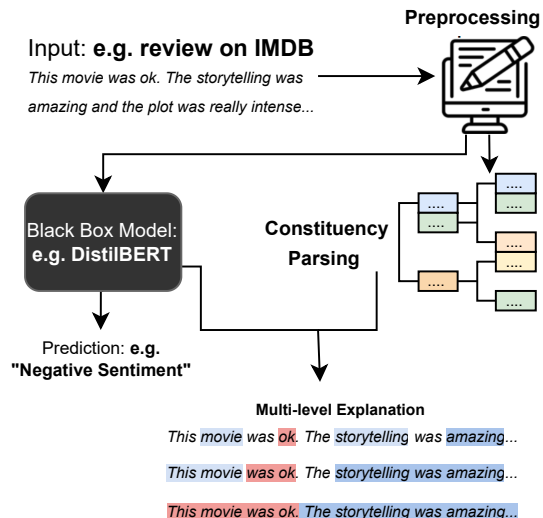 Preprocessing
Input: e.g. review on IMDB
This movie was ok. The storytelling was
amazing and the plot was really intense...
....
....
....
....
....
....
....
....
Black Box Model:
e.g. DistilBERT
Constituency
Parsing
Prediction: e.g.
"Negative Sentiment"
Multi-level Explanation
This movie was ok. The storytelling was amazing...
This movie was ok. The storytelling was amazing...
This movie was ok. The storytelling was amazing...